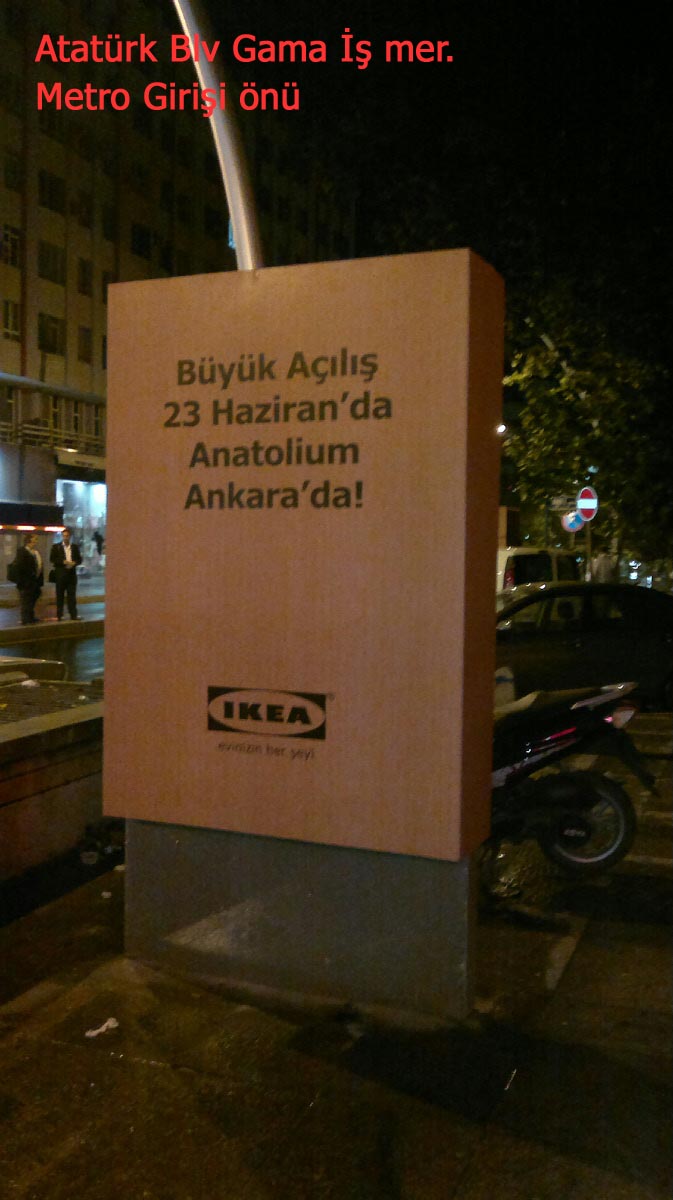 Atatürk Blv Gama İş mer.
Metro Girişi önü
Büyük Açılış
23 Haziran’da
Anatolium
Ankara’da!
IKEA®
evinizin her şeyi